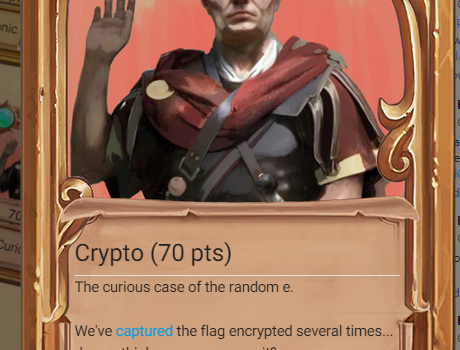 Crypto (70 pts)
The curious case of the random e.
We've captured the flag encrypted several times...